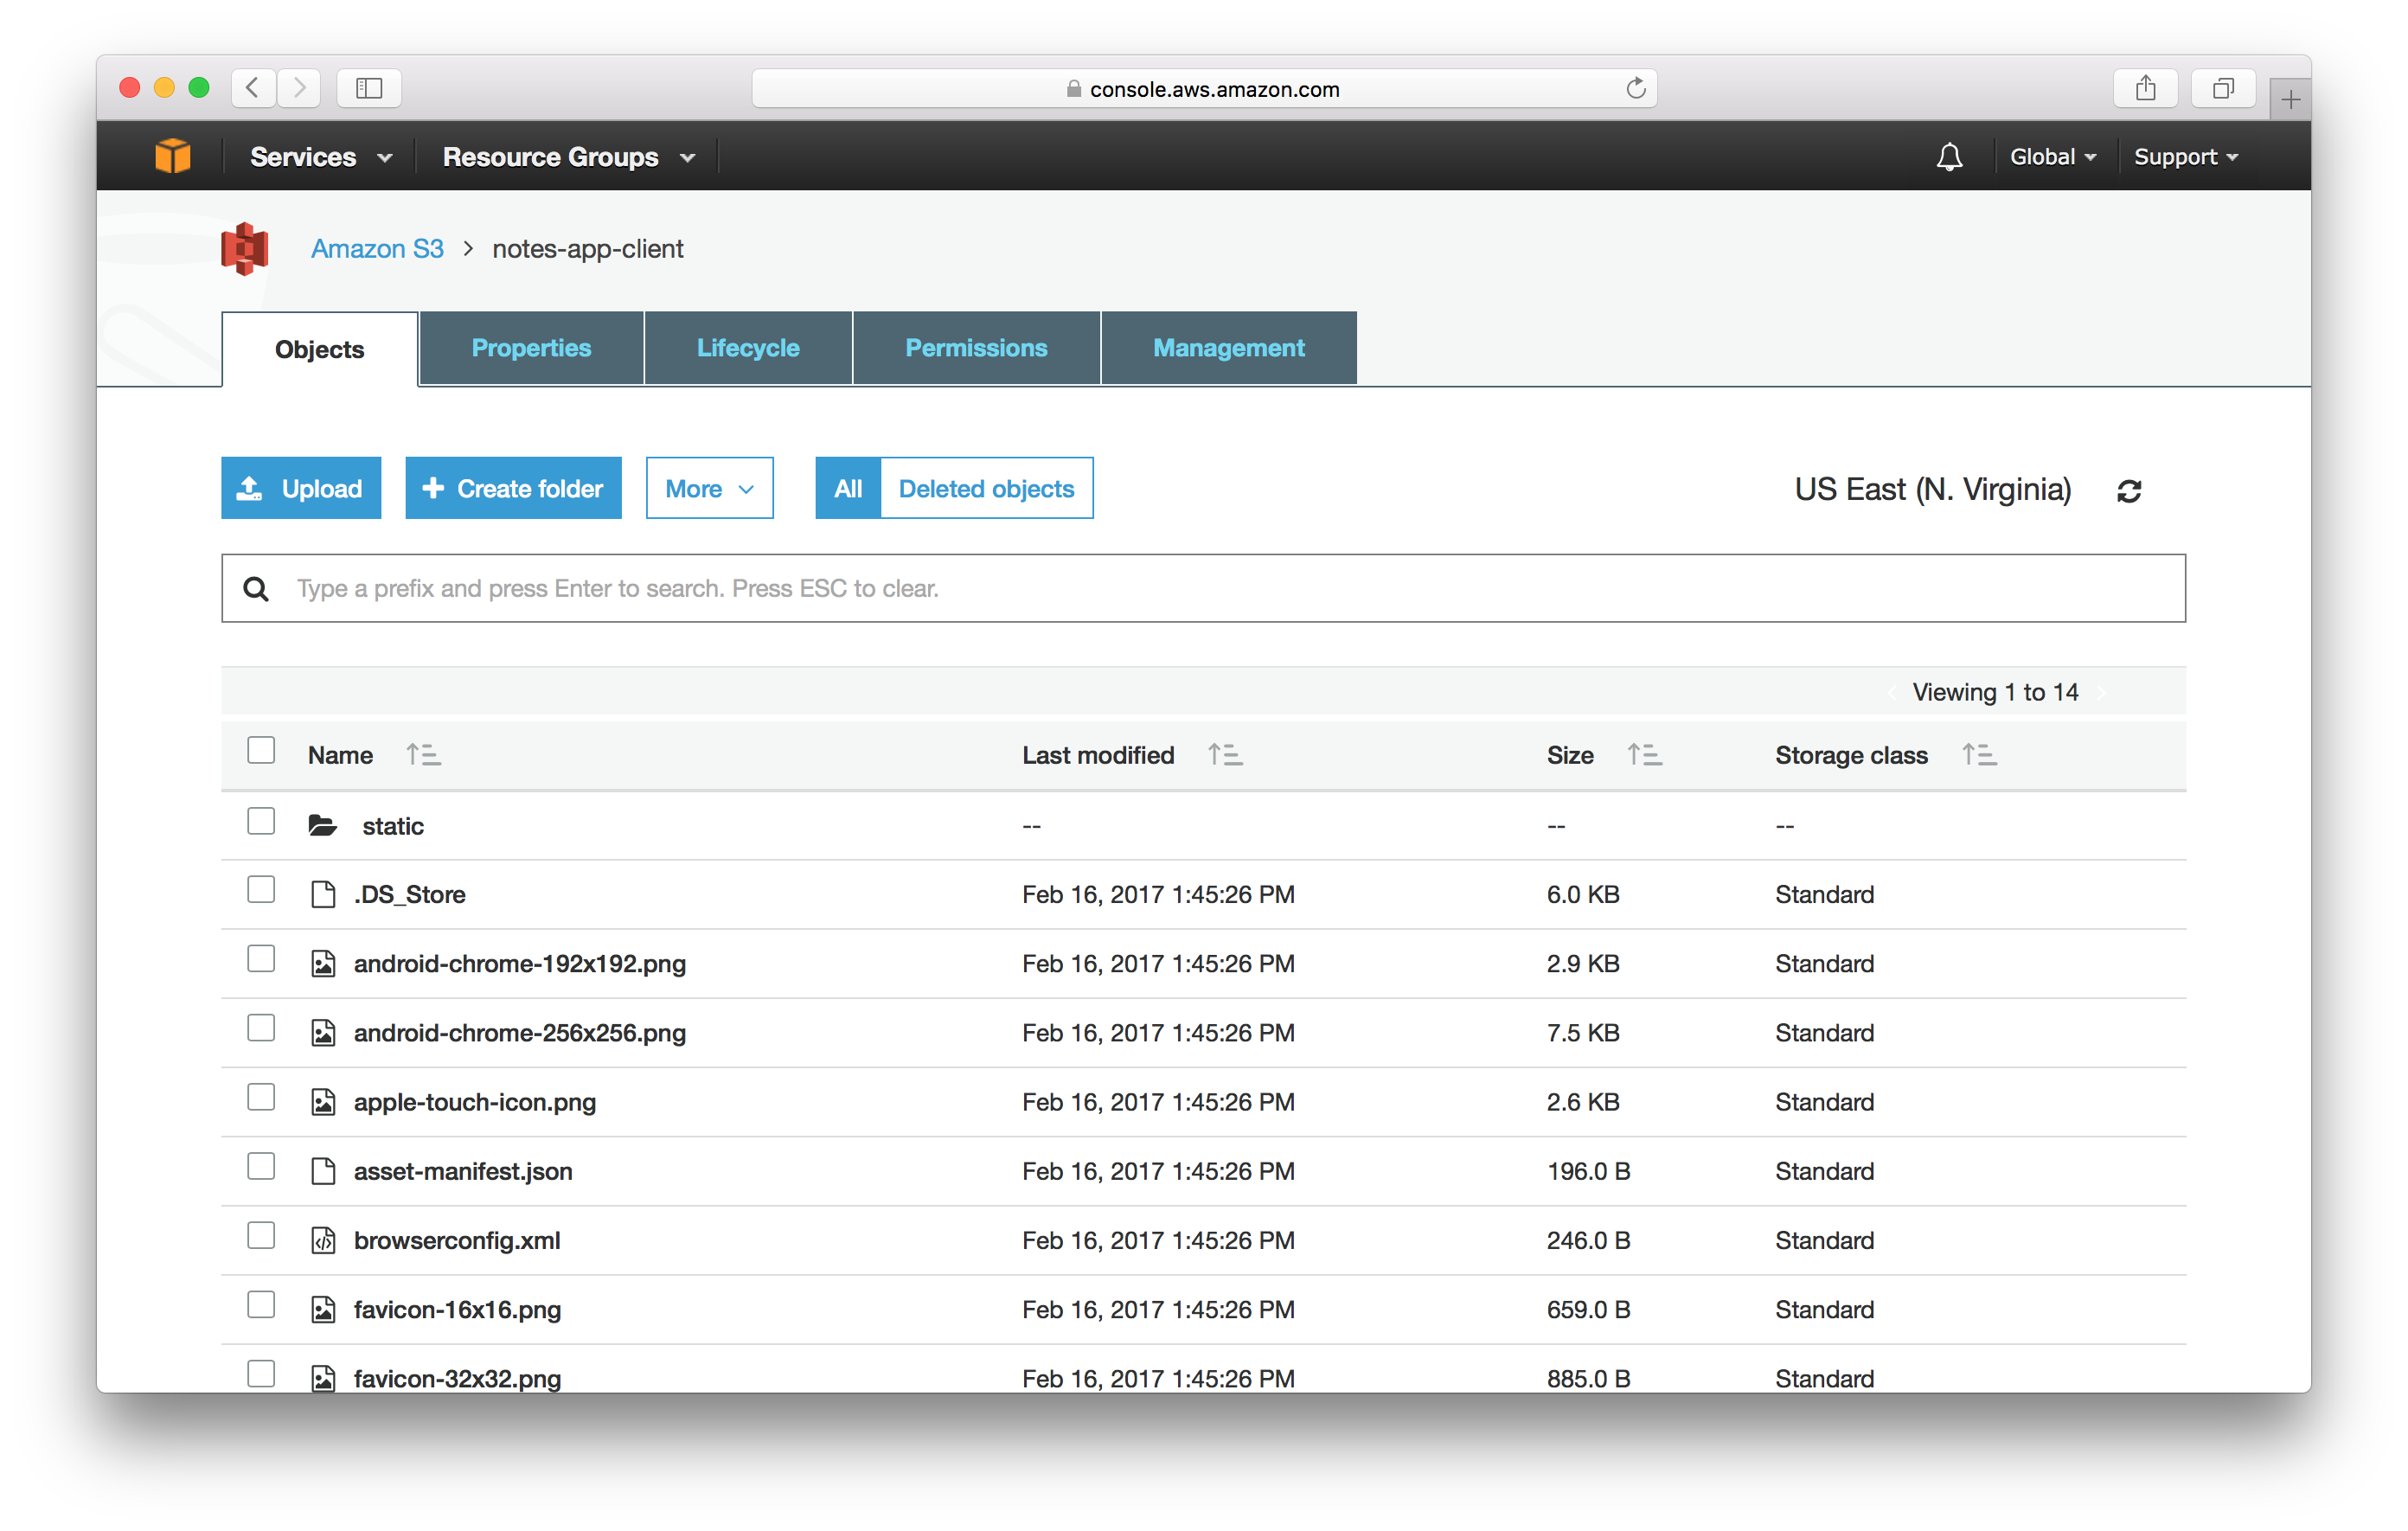 console.aws.amazon.com
Services Resource Groups Global Support
Amazon S3 > notes-app-client
Objects Properties Lifecycle Permissions Management
Upload Create folder More All Deleted objects US East (N. Virginia)
Type a prefix and press Enter to search. Press ESC to clear.
Viewing 1 to 14
Name Last modified Size Storage class
static -- -- --
.DS_Store Feb 16, 2017 1:45:26 PM 6.0 KB Standard
android-chrome-192x192.png Feb 16, 2017 1:45:26 PM 2.9 KB Standard
android-chrome-256x256.png Feb 16, 2017 1:45:26 PM 7.5 KB Standard
apple-touch-icon.png Feb 16, 2017 1:45:26 PM 2.6 KB Standard
asset-manifest.json Feb 16, 2017 1:45:26 PM 196.0 B Standard
browserconfig.xml Feb 16, 2017 1:45:26 PM 246.0 B Standard
favicon-16x16.png Feb 16, 2017 1:45:26 PM 659.0 B Standard
favicon-32x32.png Feb 16, 2017 1:45:26 PM 885.0 B Standard